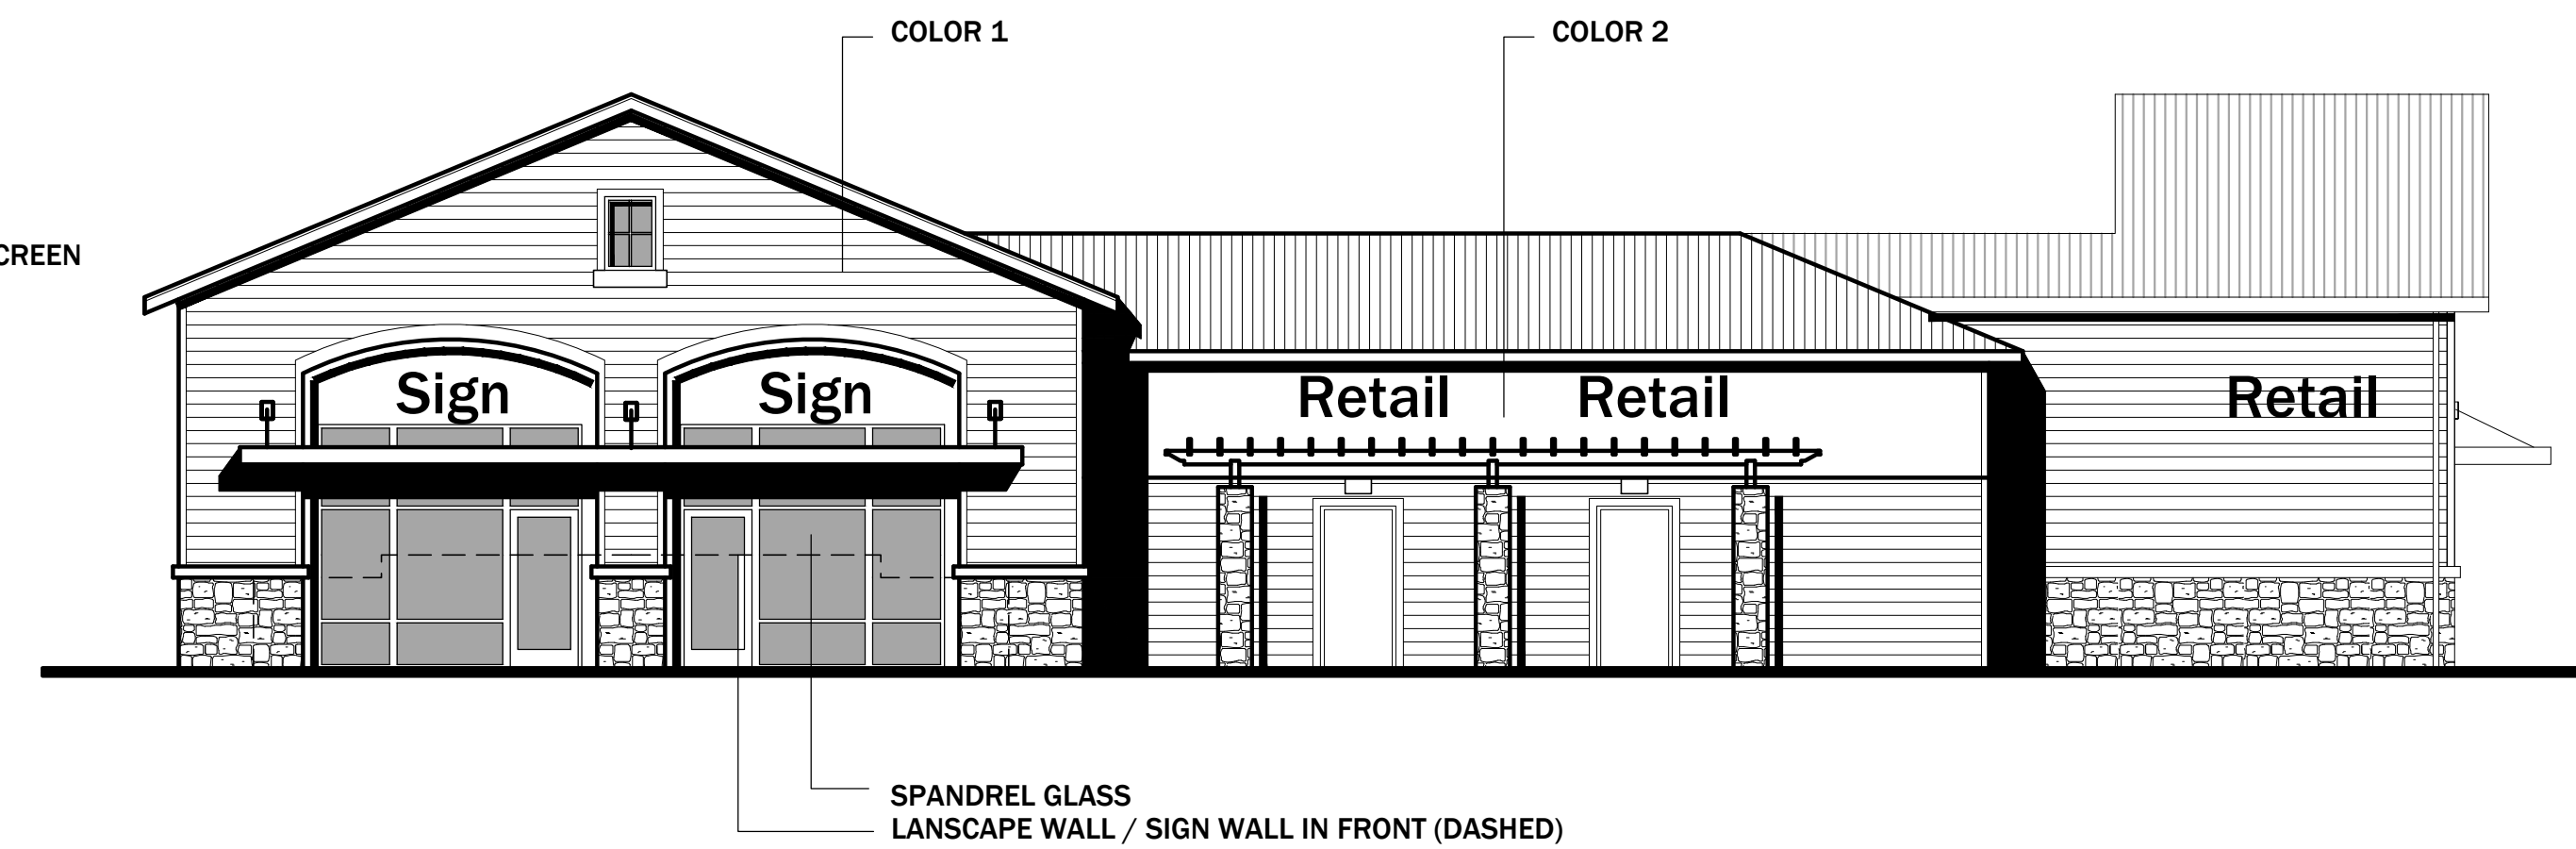 COLOR 1
COLOR 2
CREEN
Sign
Sign
Retail
Retail
Retail
SPANDREL GLASS
LANSCAPE WALL / SIGN WALL IN FRONT (DASHED)